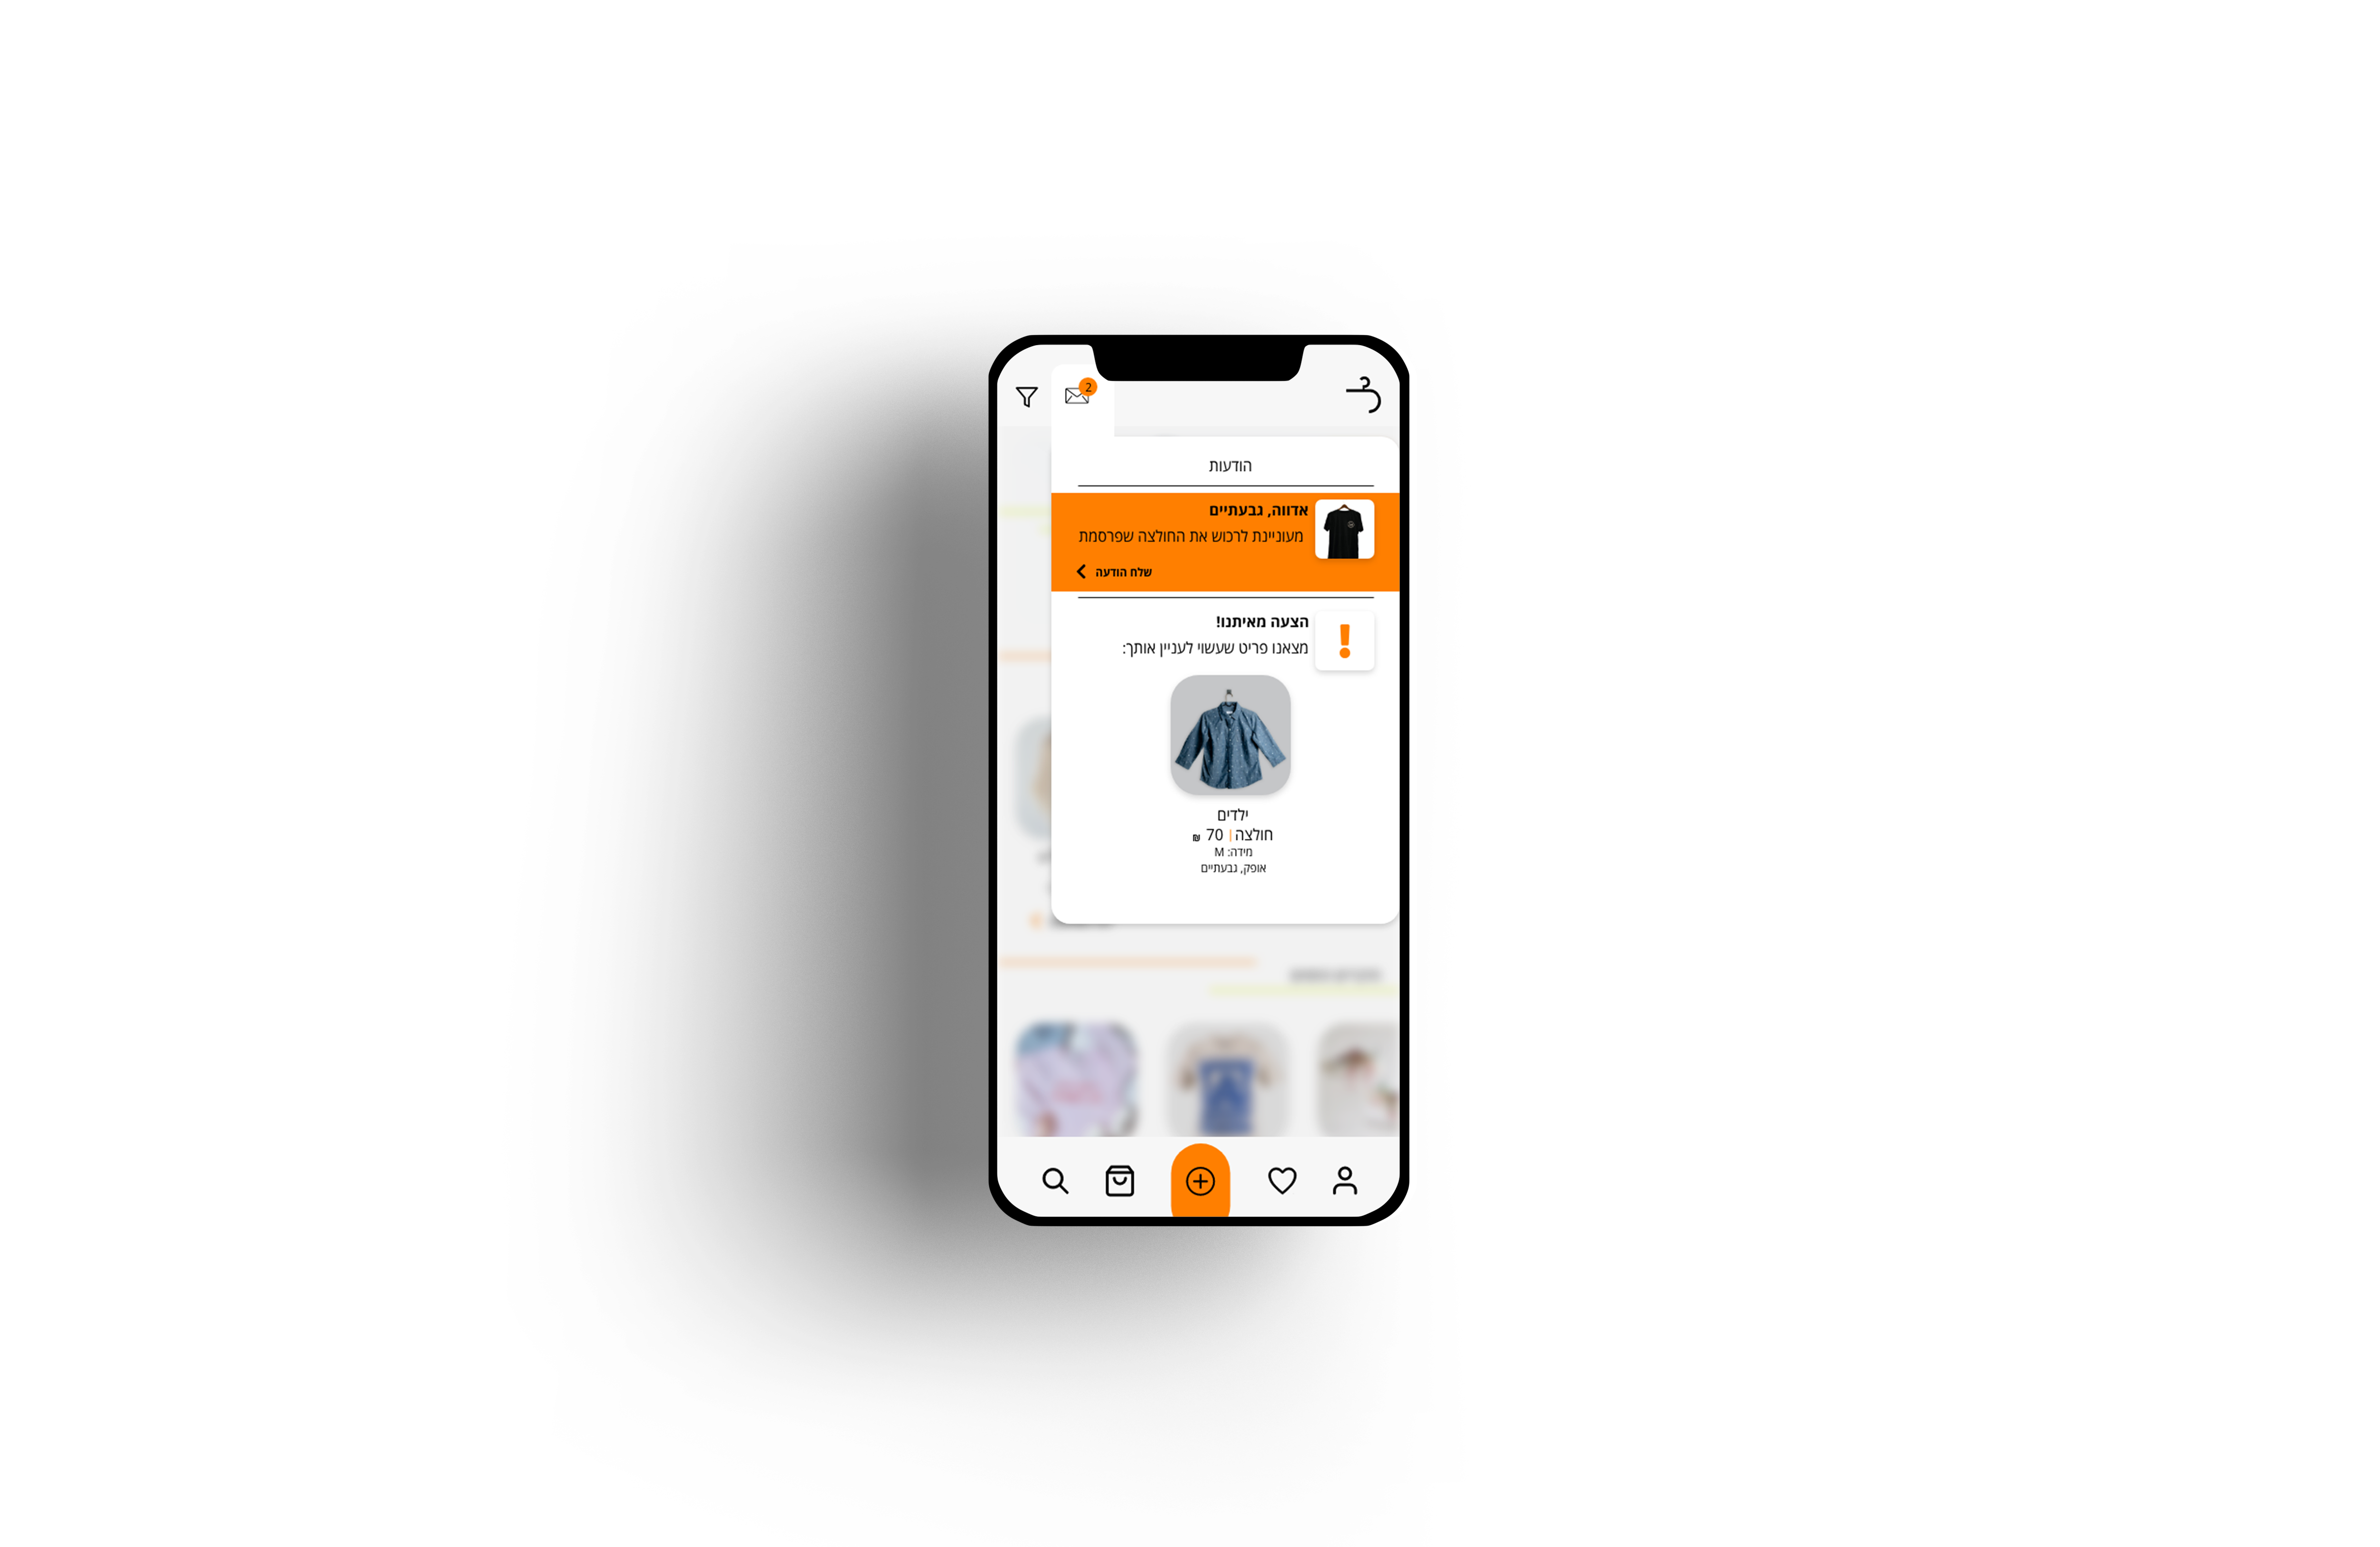 2
הודעות
אדווה, גבעתיים
מעוניינת לרכוש את החולצה שפרסמת
שלח הודעה
הצעה מאיתנו!
מצאנו פריט שעשוי לעניין אותך:
ילדים
חולצה | 70 ₪
מידה: M
אופק, גבעתיים